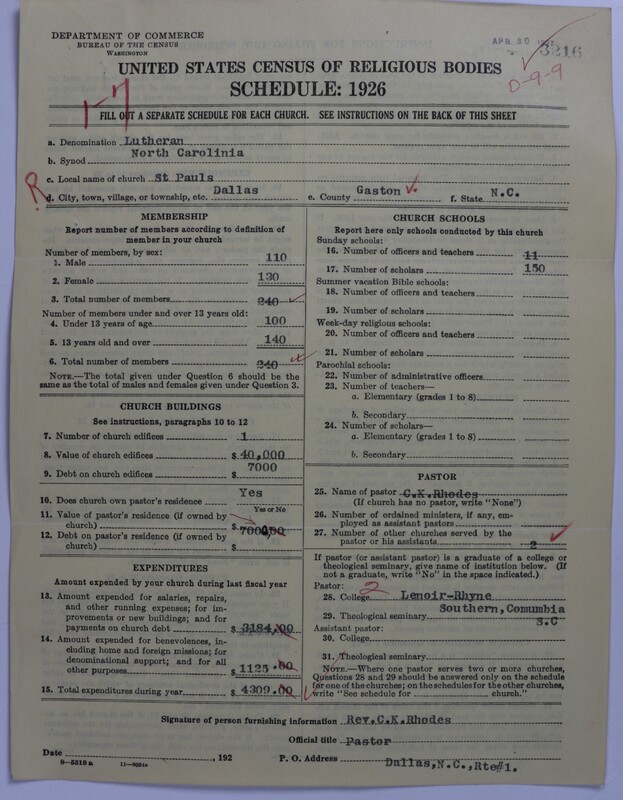 DEPARTMENT OF COMMERCE
BUREAU OF THE CENSUS
WASHINGTON
APR 30
3216
D-9-9
UNITED STATES CENSUS OF RELIGIOUS BODIES
SCHEDULE: 1926
1-7
FILL OUT A SEPARATE SCHEDULE FOR EACH CHURCH. SEE INSTRUCTIONS ON THE BACK OF THIS SHEET
a. Denomination Lutheran
b. Synod North Carolinia
c. Local name of church St Pauls
R
d. City, town, village, or township, etc. Dallas e. County Gaston f. State N.C.
MEMBERSHIP
Report number of members according to definition of
member in your church
Number of members, by sex:
1. Male 110
2. Female 130
3. Total number of members 240
Number of members under and over 13 years old:
4. Under 13 years of age 100
5. 13 years old and over 140
6. Total number of members 240
NOTE.—The total given under Question 6 should be the
same as the total of males and females given under Question 3.
CHURCH BUILDINGS
See instructions, paragraphs 10 to 12
7. Number of church edifices 1
8. Value of church edifices $ 40,000
9. Debt on church edifices $ 7000
10. Does church own pastor's residence Yes
Yes or No
11. Value of pastor's residence (if owned by
church) $ 7000,00
12. Debt on pastor's residence (if owned by
church) $
EXPENDITURES
Amount expended by your church during last fiscal year
13. Amount expended for salaries, repairs,
and other running expenses; for im-
provements or new buildings; and for
payments on church debt $ 3184,00
14. Amount expended for benevolences, in-
cluding home and foreign missions; for
denominational support; and for all
other purposes $ 1125.00
15. Total expenditures during year $ 4309.00
CHURCH SCHOOLS
Report here only schools conducted by this church
Sunday schools:
16. Number of officers and teachers 11
17. Number of scholars 150
Summer vacation Bible schools:
18. Number of officers and teachers
19. Number of scholars
Week-day religious schools:
20. Number of officers and teachers
21. Number of scholars
Parochial schools:
22. Number of administrative officers
23. Number of teachers—
a. Elementary (grades 1 to 8)
b. Secondary
24. Number of scholars—
a. Elementary (grades 1 to 8)
b. Secondary
PASTOR
25. Name of pastor C.K.Rhodes
(If church has no pastor, write "None")
26. Number of ordained ministers, if any, em-
ployed as assistant pastors
27. Number of other churches served by the
pastor or his assistants 2
If pastor (or assistant pastor) is a graduate of a college or
theological seminary, give name of institution below. (If
not a graduate, write "No" in the space indicated.)
Pastor: 2
28. College Lenoir-Rhyne
29. Theological seminary Southern, Comumbia
S.C
Assistant pastor:
30. College
31. Theological seminary
NOTE.—Where one pastor serves two or more churches,
Questions 28 and 29 should be answered only on the schedule
for one of the churches; on the schedules for the other churches,
write "See schedule for church."
Signature of person furnishing information Rev.C.K.Rhodes
Official title Pastor
Date , 192 P. O. Address Dallas,N.C.,Rte#1.
8—5518 a